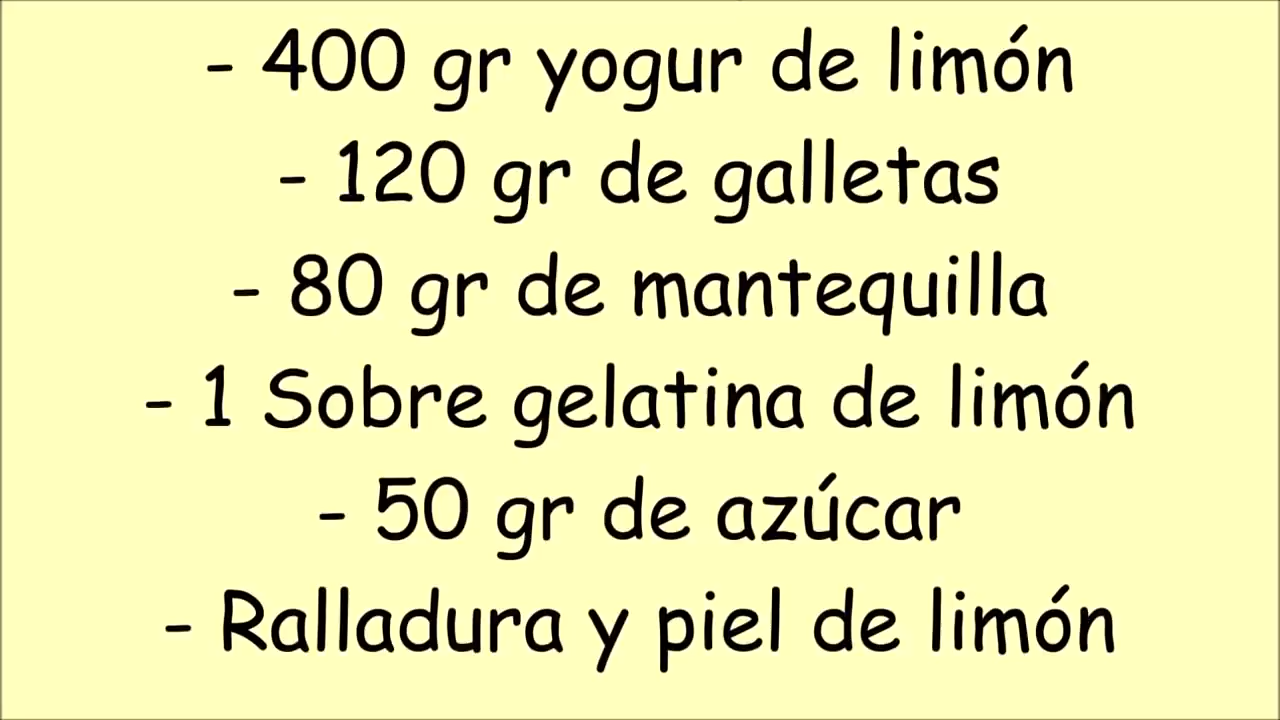 - 400 gr yogur de limón
- 120 gr de galletas
- 80 gr de mantequilla
- 1 Sobre gelatina de limón
- 50 gr de azúcar
- Ralladura y piel de limón